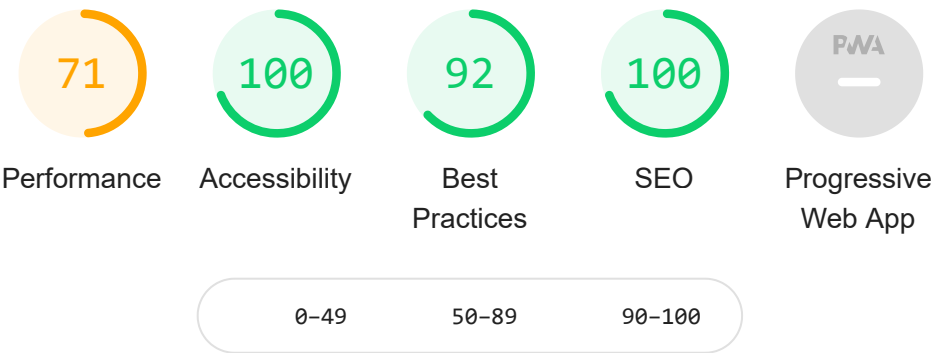 71
100
92
100
PWA
Performance
Accessibility
Best
Practices
SEO
Progressive
Web App
0–49
50–89
90–100